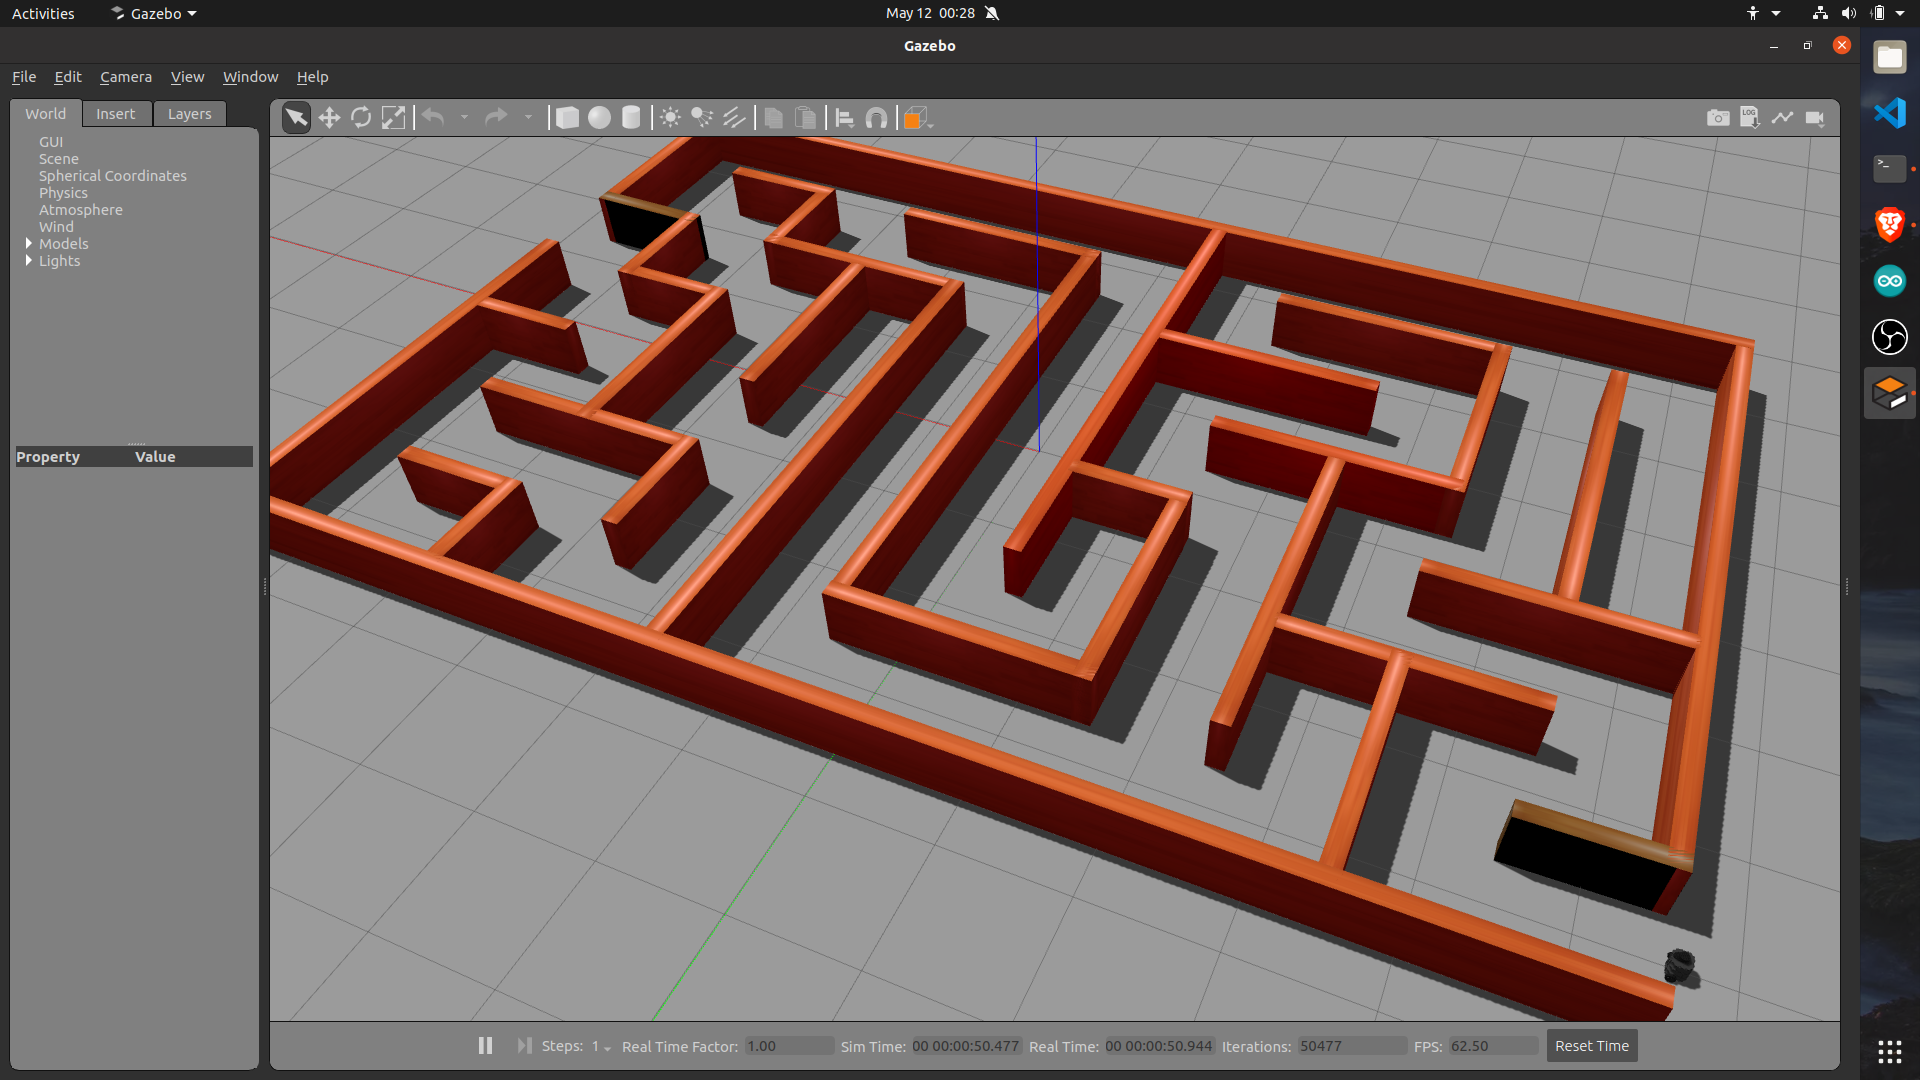 Activities Gazebo May 12 00:28
Gazebo
File Edit Camera View Window Help
World Insert Layers
GUI
Scene
Spherical Coordinates
Physics
Atmosphere
Wind
Models
Lights
Property Value
LOG
Steps: 1 Real Time Factor: 1.00 Sim Time: 00 00:00:50.477 Real Time: 00 00:00:50.944 Iterations: 50477 FPS: 62.50 Reset Time